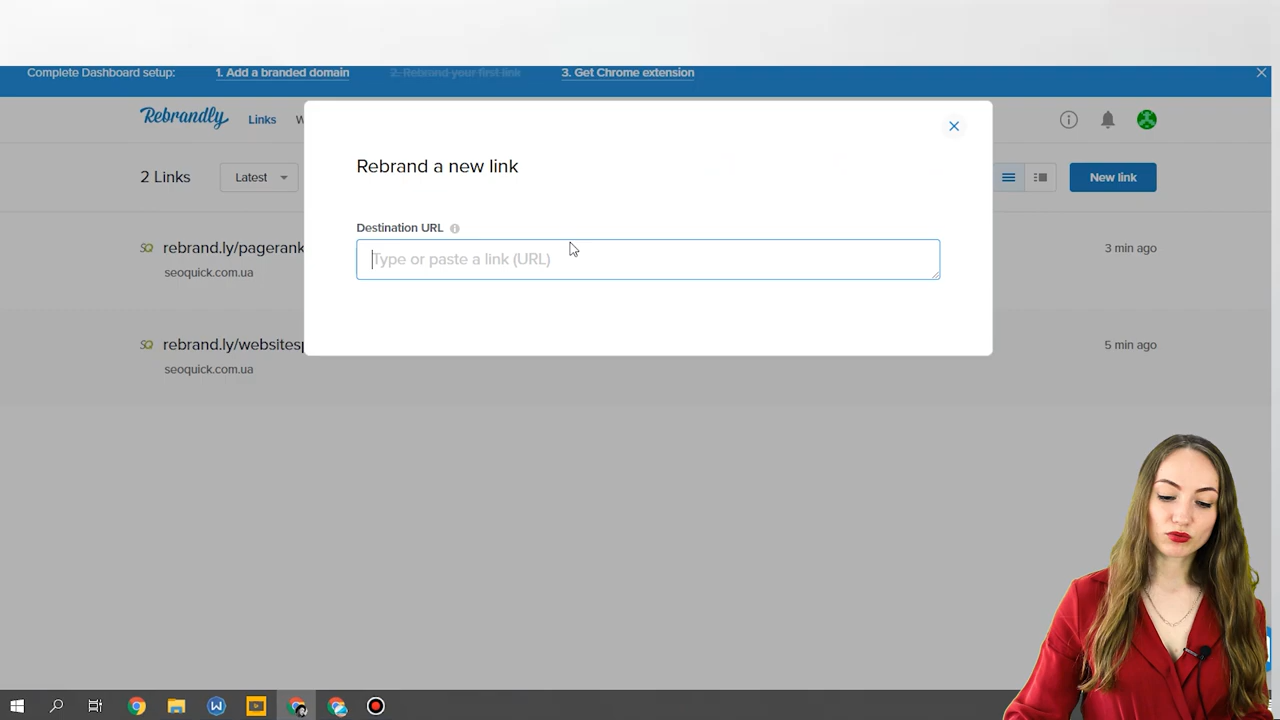 Complete Dashboard setup: 1. Add a branded domain 2. Rebrand your first link 3. Get Chrome extension
Rebrandly Links
Rebrand a new link
2 Links Latest New link
Destination URL
Type or paste a link (URL)
rebrand.ly/pagerank 3 min ago
seoquick.com.ua
rebrand.ly/websites 5 min ago
seoquick.com.ua